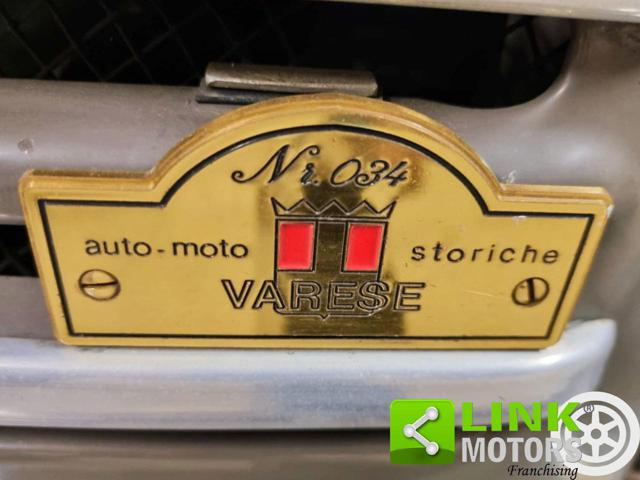 Nr. 034
auto-moto storiche
VARESE
LINK
MOTORS®
Franchising